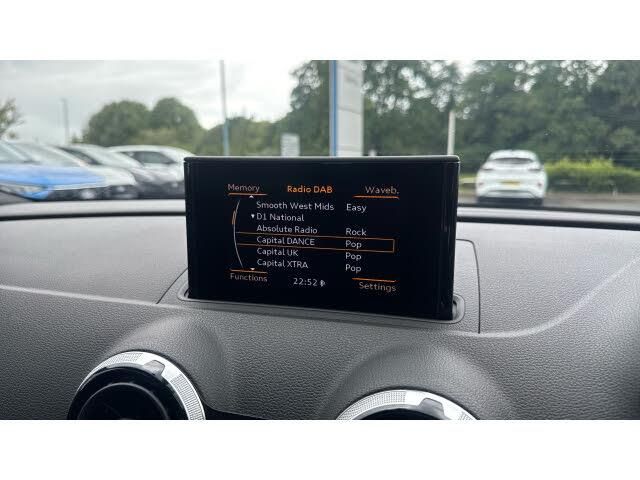 Memory Radio DAB Waveb.
Smooth West Mids Easy
D1 National
Absolute Radio Rock
Capital DANCE Pop
Capital UK Pop
Capital XTRA Pop
Functions 22:52 Settings